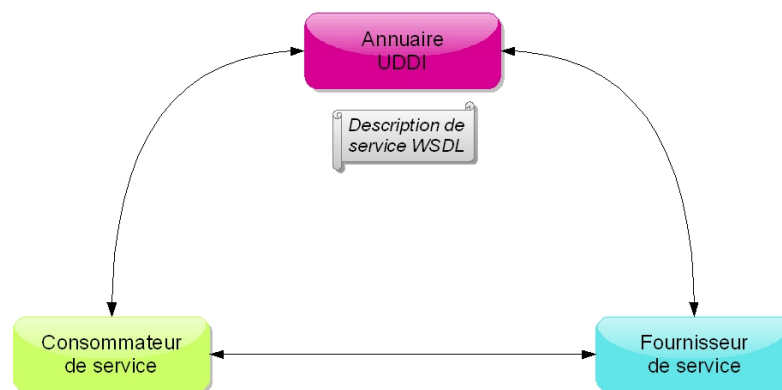 Annuaire
UDDI
Description de
service WSDL
Consommateur
de service
Fournisseur
de service